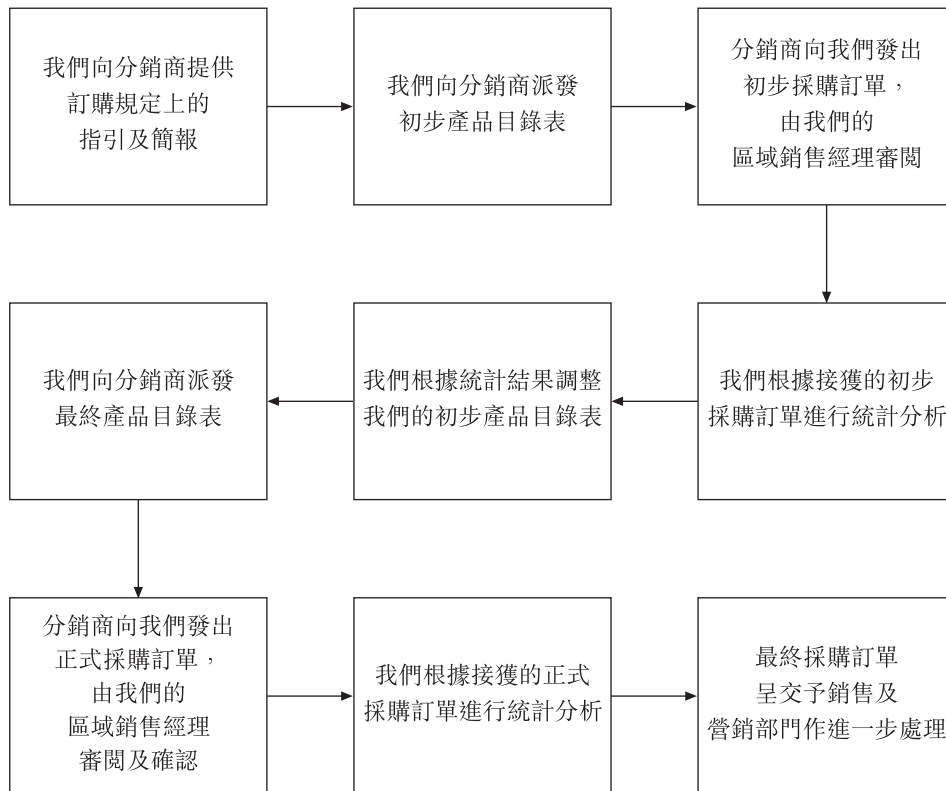 我們向分銷商提供
訂購規定上的
指引及簡報
我們向分銷商派發
初步產品目錄表
分銷商向我們發出
初步採購訂單，
由我們的
區域銷售經理審閱
我們根據接獲的初步
採購訂單進行統計分析
我們根據統計結果調整
我們的初步產品目錄表
我們向分銷商派發
最終產品目錄表
分銷商向我們發出
正式採購訂單，
由我們的
區域銷售經理
審閱及確認
我們根據接獲的正式
採購訂單進行統計分析
最終採購訂單
呈交予銷售及
營銷部門作進一步處理